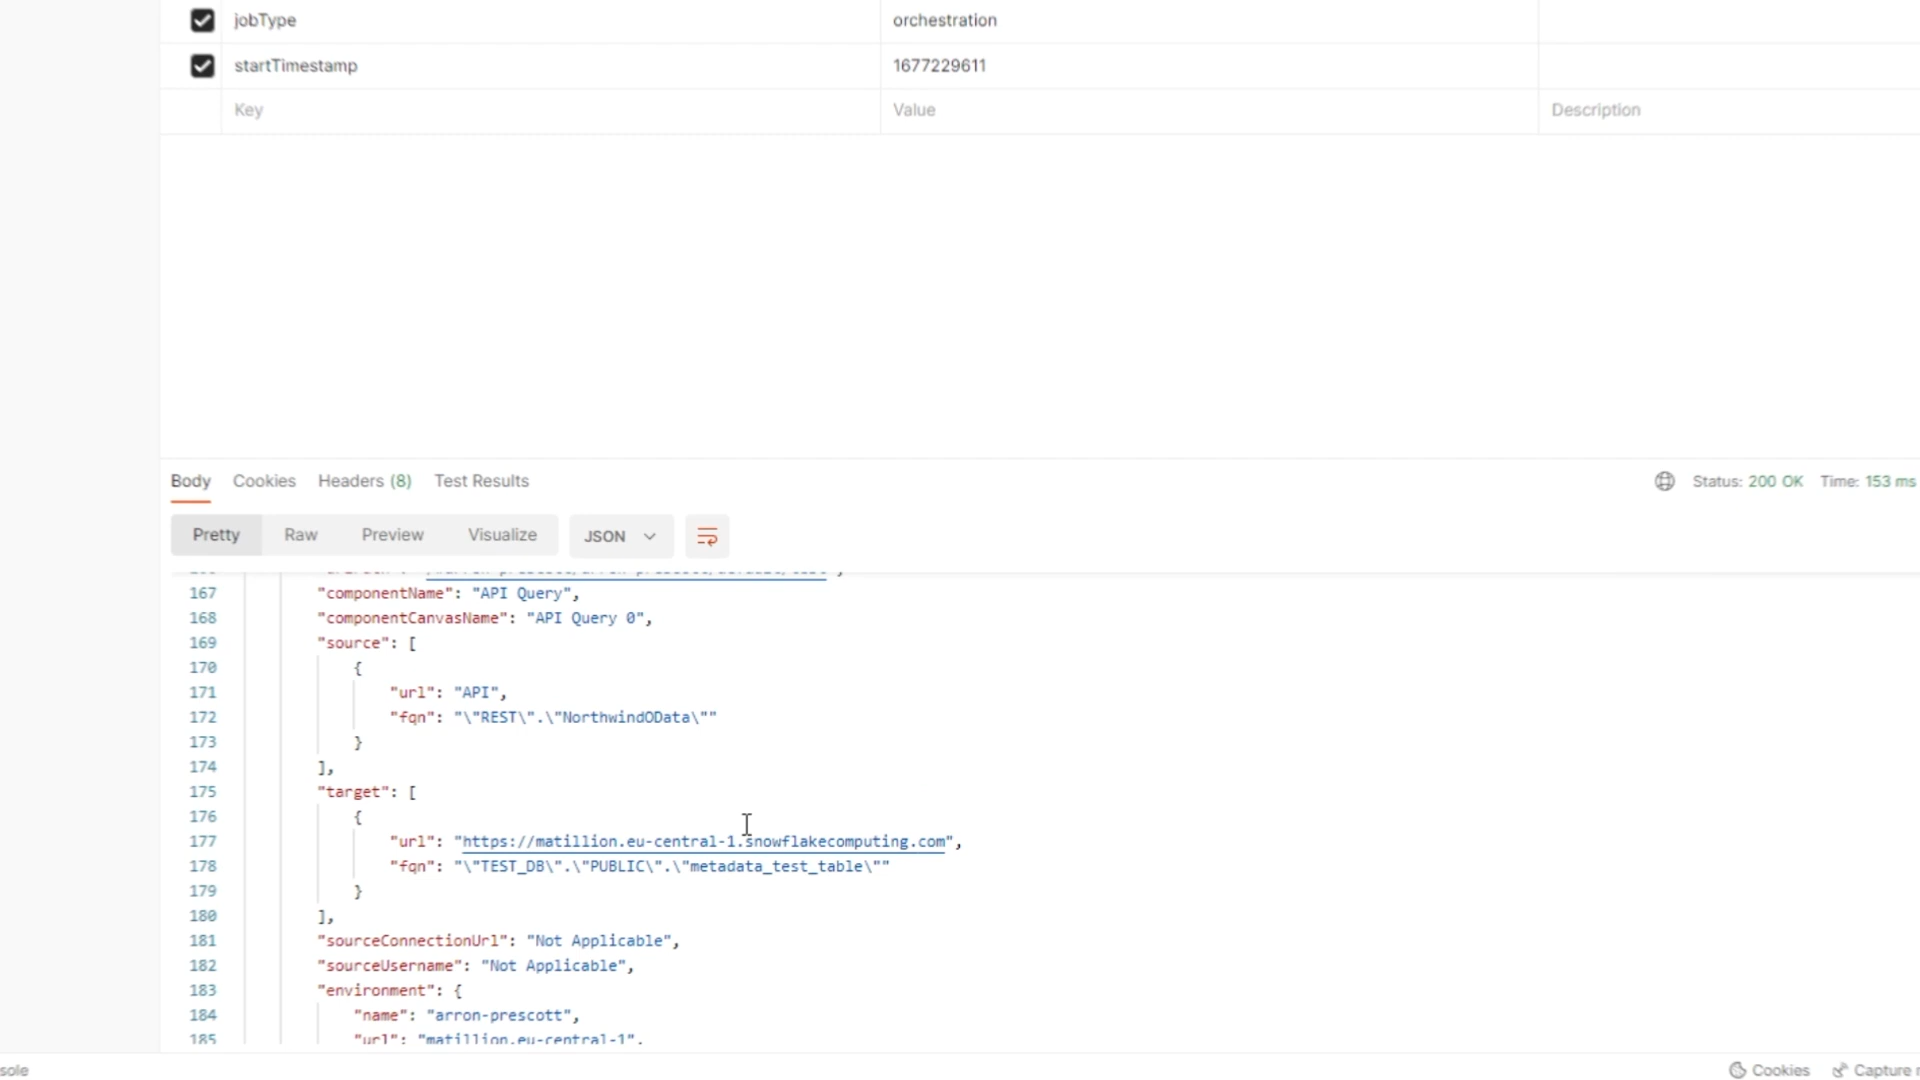 jobType orchestration
startTimestamp 1677229611
Key Value Description
Body Cookies Headers (8) Test Results Status: 200 OK Time: 153 ms
Pretty Raw Preview Visualize JSON
167 "componentName": "API Query",
168 "componentCanvasName": "API Query 0",
169 "source": [
170 {
171 "url": "API",
172 "fqn": "\"REST\".\"NorthwindOData\""
173 }
174 ],
175 "target": [
176 {
177 "url": "https://matillion.eu-central-1.snowflakecomputing.com",
178 "fqn": "\"TEST_DB\".\"PUBLIC\".\"metadata_test_table\""
179 }
180 ],
181 "sourceConnectionUrl": "Not Applicable",
182 "sourceUsername": "Not Applicable",
183 "environment": {
184 "name": "arron-prescott",
185 "url": "matillion.eu-central-1",
sole Cookies Capture